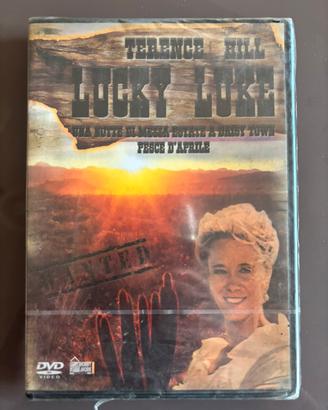 TERENCE HILL
LUCKY LUKE
UNA NOTTE DI MEZZA ESTATE A DAISY TOWN
PESCE D'APRILE
WANTED
DVD
VIDEO